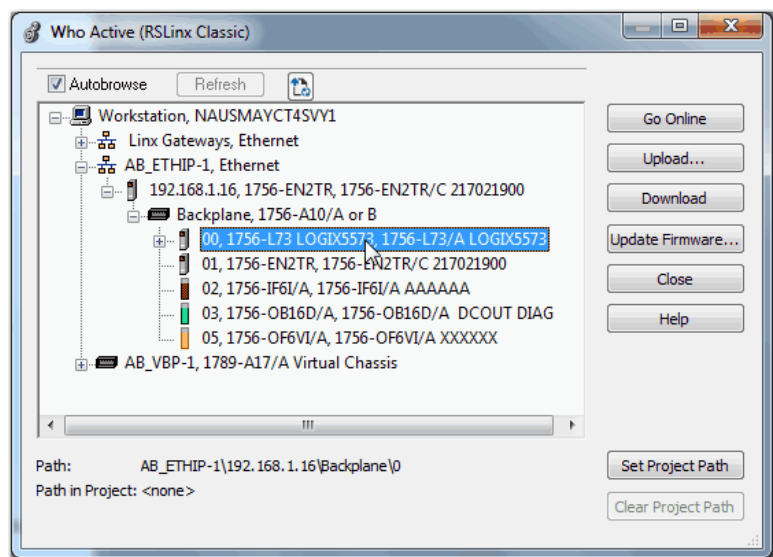 Who Active (RSLinx Classic)
Autobrowse
Refresh
Workstation, NAUSMAYCT4SVY1
Linx Gateways, Ethernet
AB_ETHIP-1, Ethernet
192.168.1.16, 1756-EN2TR, 1756-EN2TR/C 217021900
Backplane, 1756-A10/A or B
00, 1756-L73 LOGIX5573, 1756-L73/A LOGIX5573
01, 1756-EN2TR, 1756-EN2TR/C 217021900
02, 1756-IF6I/A, 1756-IF6I/A AAAAAA
03, 1756-OB16D/A, 1756-OB16D/A DCOUT DIAG
05, 1756-OF6VI/A, 1756-OF6VI/A XXXXXX
AB_VBP-1, 1789-A17/A Virtual Chassis
Go Online
Upload...
Download
Update Firmware...
Close
Help
Path: AB_ETHIP-1\192.168.1.16\Backplane\0
Path in Project: <none>
Set Project Path
Clear Project Path